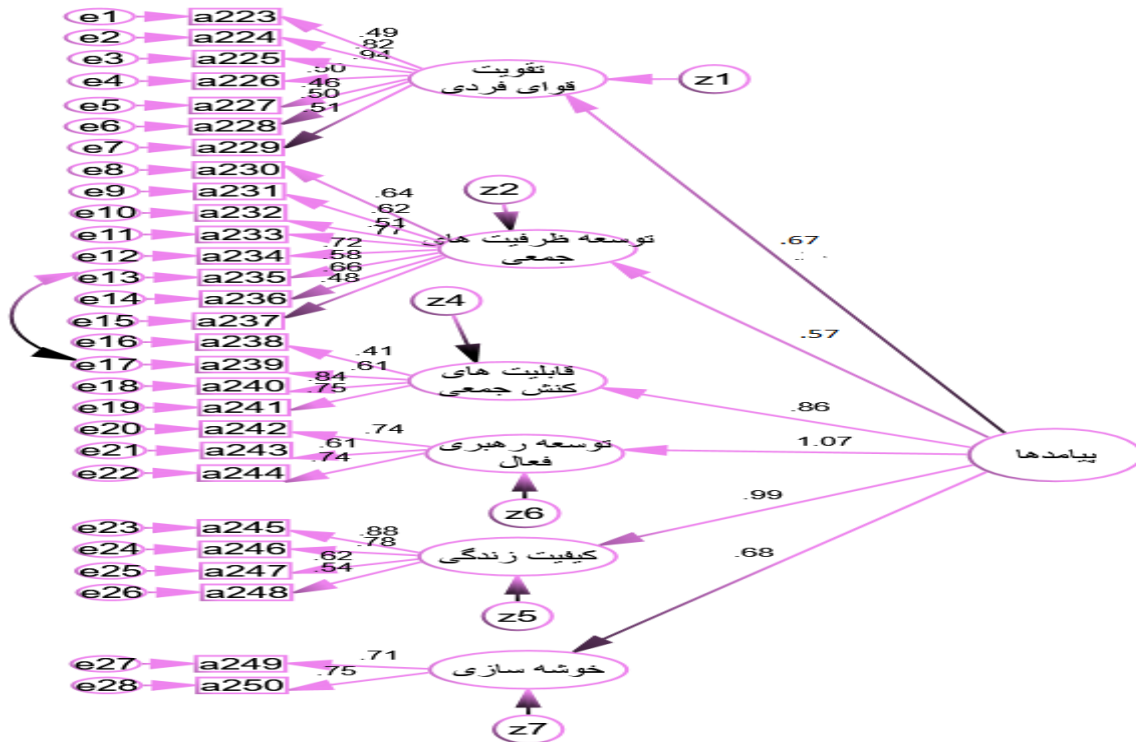 e1
a223
e2
a224
e3
a225
e4
a226
e5
a227
e6
a228
e7
a229
.49
.82
.94
.50
.46
.50
.51
تقویت
قوای فردی
z1
e8
a230
e9
a231
e10
a232
e11
a233
e12
a234
e13
a235
e14
a236
e15
a237
.64
.62
.51
.77
.72
.58
.66
.48
z2
توسعه ظرفیت های
جمعی
e16
a238
e17
a239
e18
a240
e19
a241
.41
.61
.84
.75
z4
قابلیت های
کنش جمعی
e20
a242
e21
a243
e22
a244
.74
.61
.74
توسعه رهبری
فعال
z6
e23
a245
e24
a246
e25
a247
e26
a248
.88
.78
.62
.54
کیفیت زندگی
z5
e27
a249
e28
a250
.71
.75
خوشه سازی
z7
.67
.57
.86
1.07
.99
.68
پیامدها